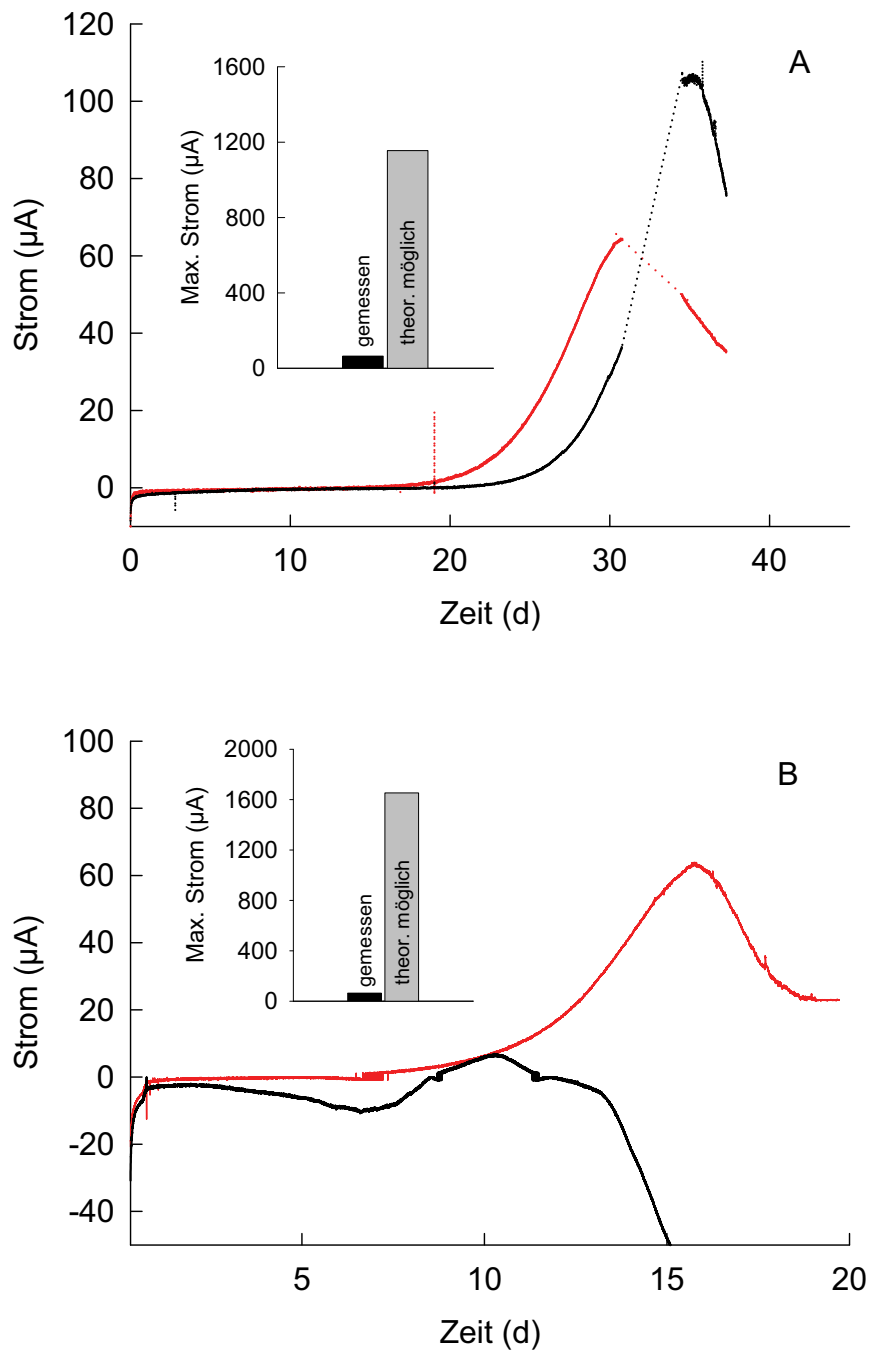 A
120
100
80
60
40
20
0
Strom (µA)
0
10
20
30
40
Zeit (d)
1600
1200
800
400
0
Max. Strom (µA)
gemessen
theor. möglich
B
100
80
60
40
20
0
-20
-40
Strom (µA)
5
10
15
20
Zeit (d)
2000
1600
1200
800
400
0
Max. Strom (µA)
gemessen
theor. möglich